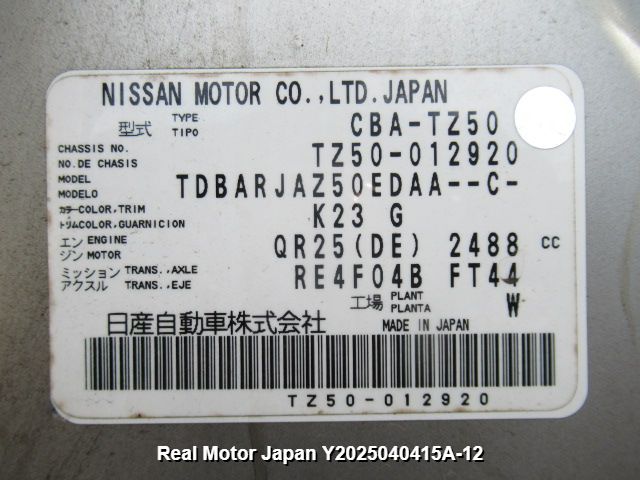 NISSAN MOTOR CO.,LTD.JAPAN
型式 TYPE TIPO CBA-TZ50
CHASSIS NO. NO.DE CHASIS TZ50-012920
MODEL MODELO TDBARJAZ50EDAA--C-
カラーCOLOR,TRIM トリムCOLOR,GUARNICION K23 G
エンジン ENGINE MOTOR QR25(DE) 2488 cc
ミッション アクスル TRANS.,AXLE TRANS.,EJE RE4F04B FT44
工場 PLANT PLANTA W
日産自動車株式会社 MADE IN JAPAN
TZ50-012920
Real Motor Japan Y2025040415A-12